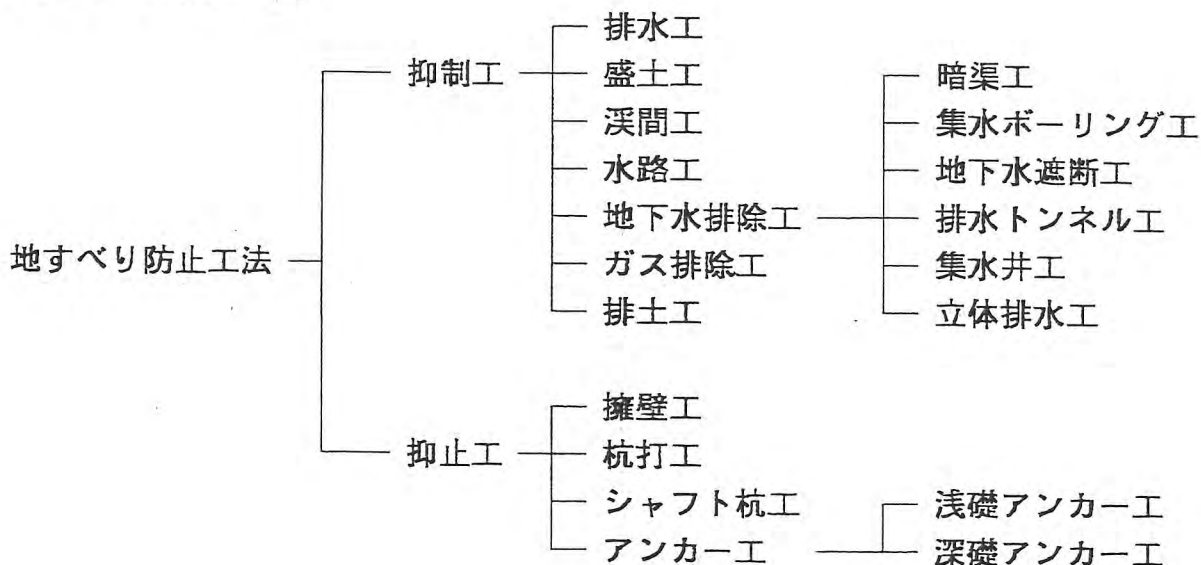 地すべり防止工法
抑制工
排水工
盛土工
渓間工
水路工
地下水排除工
ガス排除工
排土工
暗渠工
集水ボーリング工
地下水遮断工
排水トンネル工
集水井工
立体排水工
抑止工
擁壁工
杭打工
シャフト杭工
アンカー工
浅礎アンカー工
深礎アンカー工